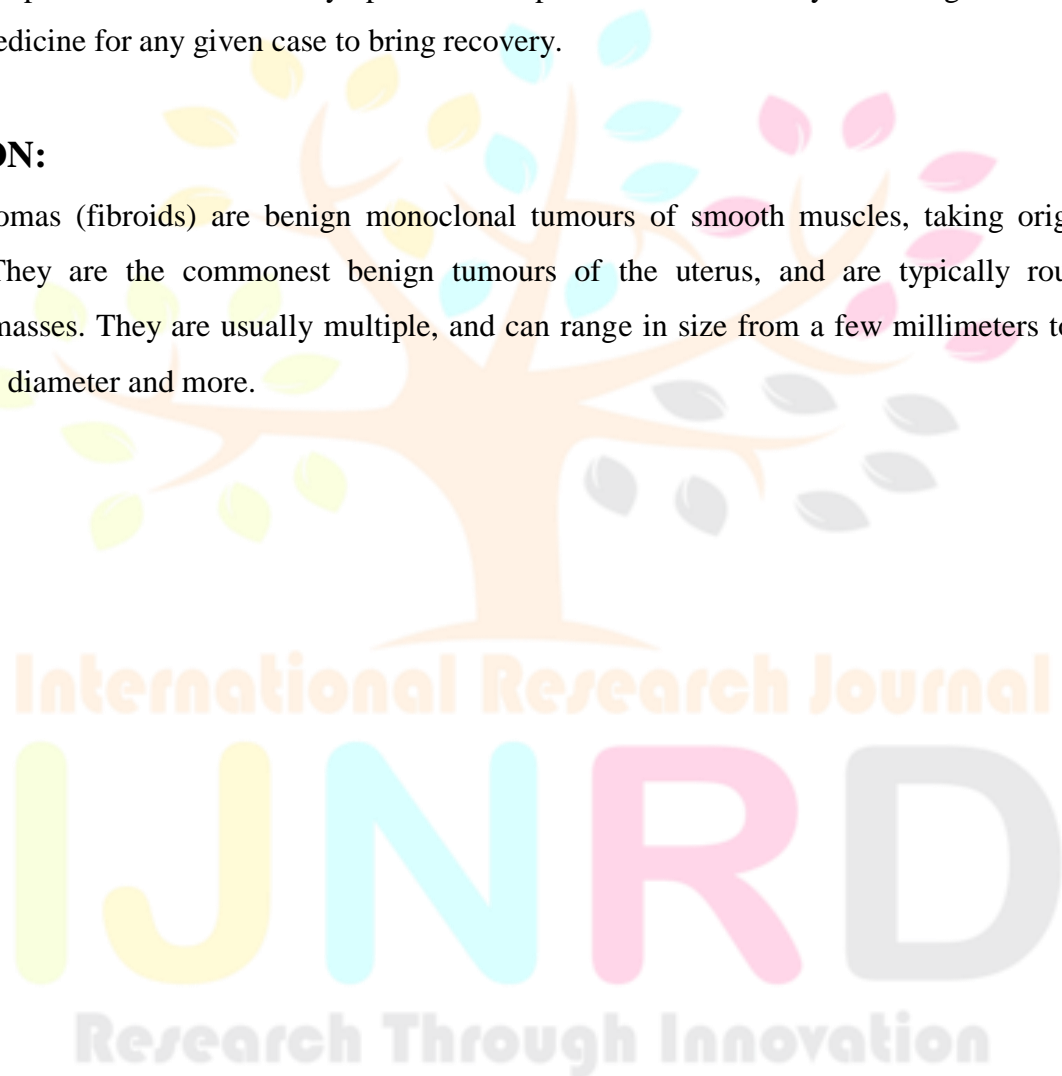 edicine for any given case to bring recovery.
ON:
omas (fibroids) are benign monoclonal tumours of smooth muscles, taking orig
They are the commonest benign tumours of the uterus, and are typically rou
masses. They are usually multiple, and can range in size from a few millimeters to
diameter and more.
International Research Journal
IJNRD
Research Through Innovation